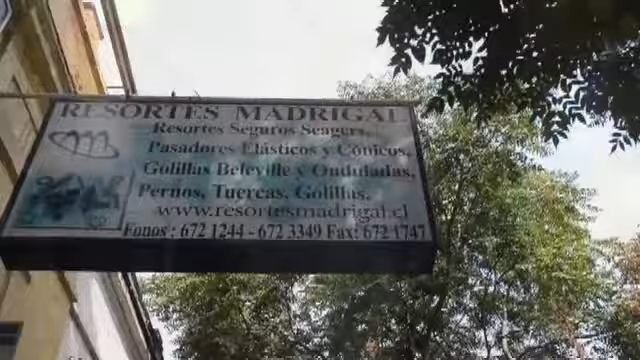 RESORTES MADRIGAL
Resortes Seguros Seagers,
Pasadores Elásticos y Cónicos,
Golillas Beleville y Onduladas,
Pernos, Tuercas, Golillas.
www.resortesmadrigal.cl
Fonos : 672 1244 - 672 3349 Fax: 672 1747